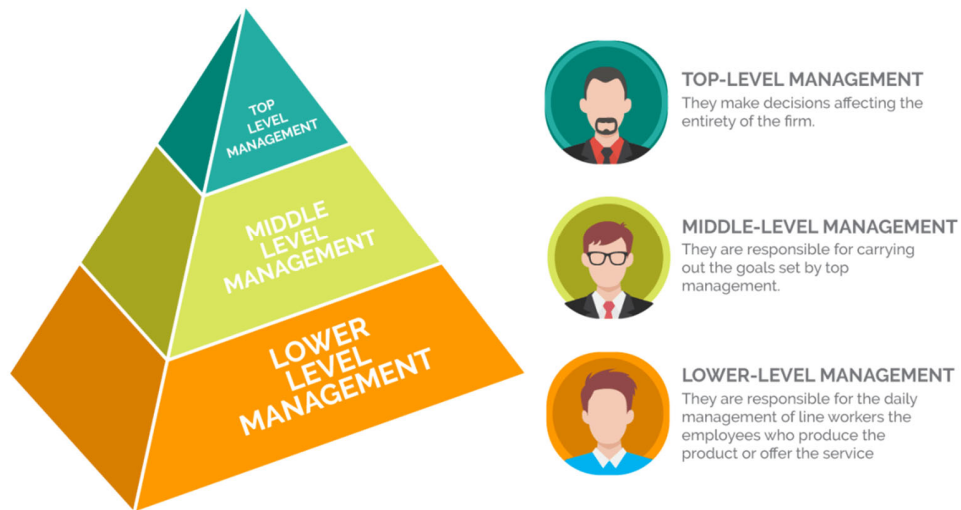 TOP
LEVEL
MANAGEMENT
MIDDLE
LEVEL
MANAGEMENT
LOWER
LEVEL
MANAGEMENT
TOP-LEVEL MANAGEMENT
They make decisions affecting the
entirety of the firm.
MIDDLE-LEVEL MANAGEMENT
They are responsible for carrying
out the goals set by top
management.
LOWER-LEVEL MANAGEMENT
They are responsible for the daily
management of line workers the
employees who produce the
product or offer the service